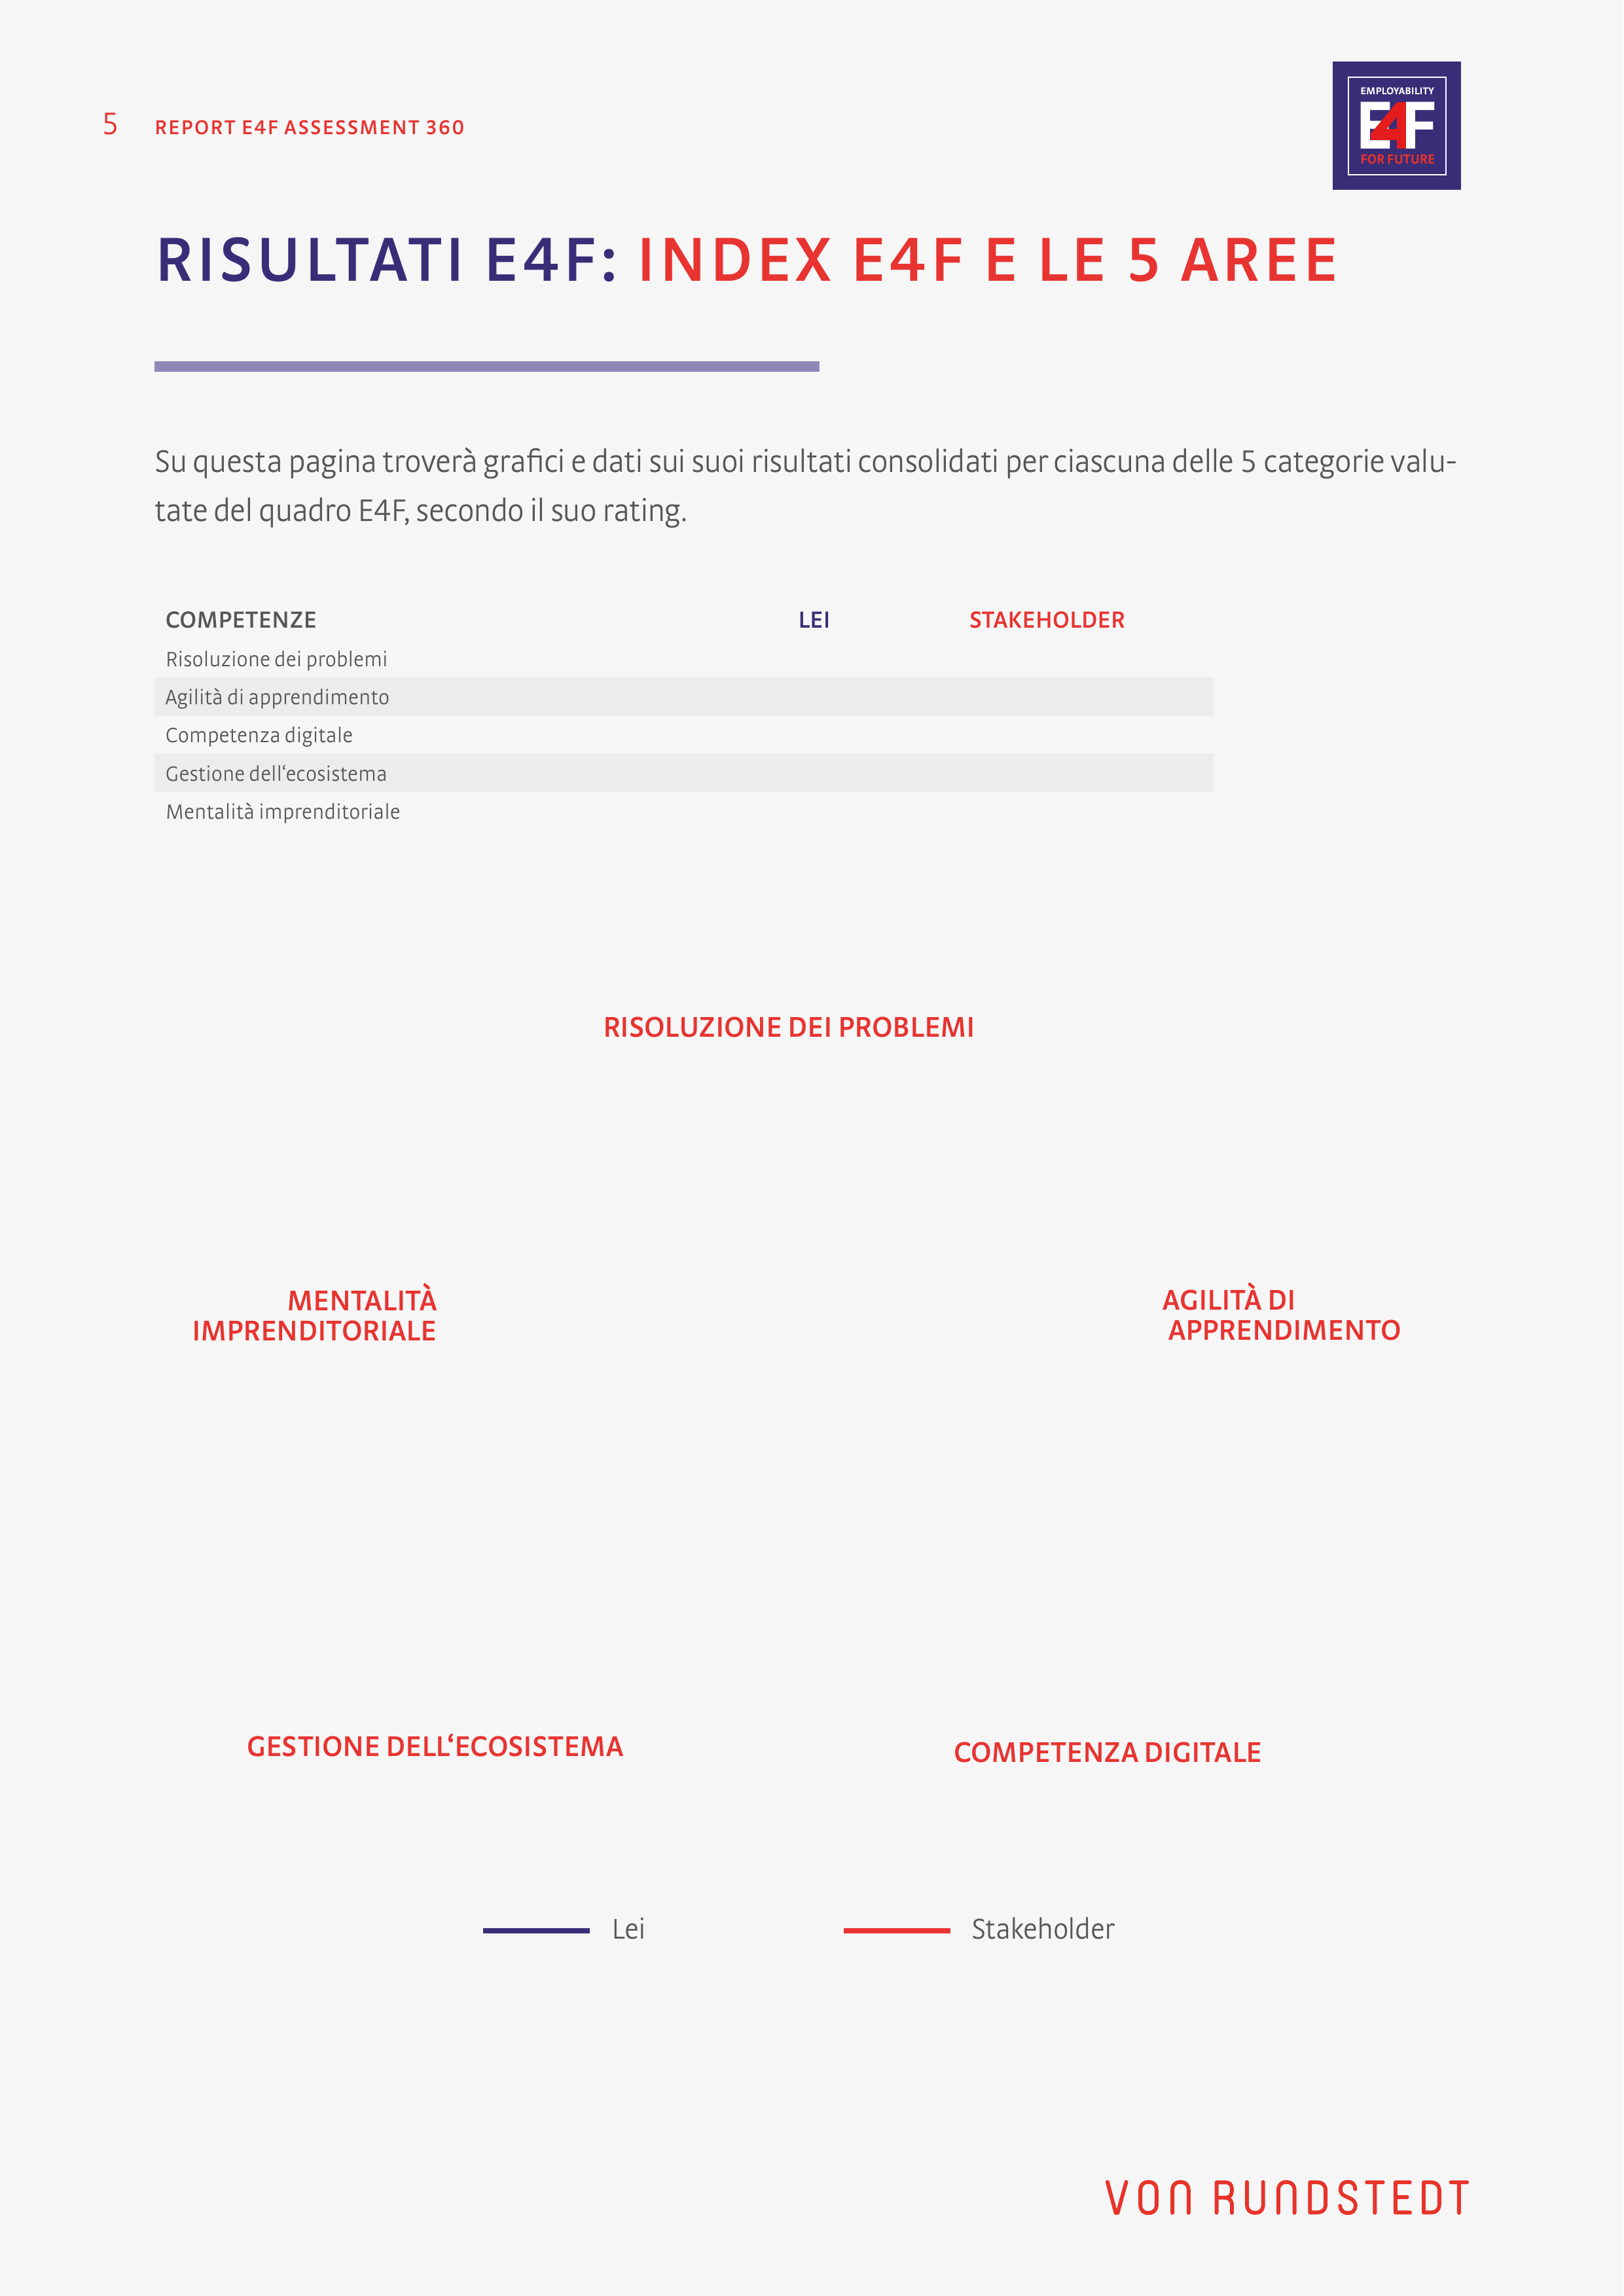 5 REPORT E4F ASSESSMENT 360
EMPLOYABILITY
E4F
FOR FUTURE
RISULTATI E4F: INDEX E4F E LE 5 AREE
Su questa pagina troverà grafici e dati sui suoi risultati consolidati per ciascuna delle 5 categorie valu-
tate del quadro E4F, secondo il suo rating.
COMPETENZE LEI STAKEHOLDER
Risoluzione dei problemi
Agilità di apprendimento
Competenza digitale
Gestione dell‘ecosistema
Mentalità imprenditoriale
RISOLUZIONE DEI PROBLEMI
MENTALITÀ
IMPRENDITORIALE
AGILITÀ DI
APPRENDIMENTO
GESTIONE DELL‘ECOSISTEMA
COMPETENZA DIGITALE
Lei Stakeholder
VON RUNDSTEDT